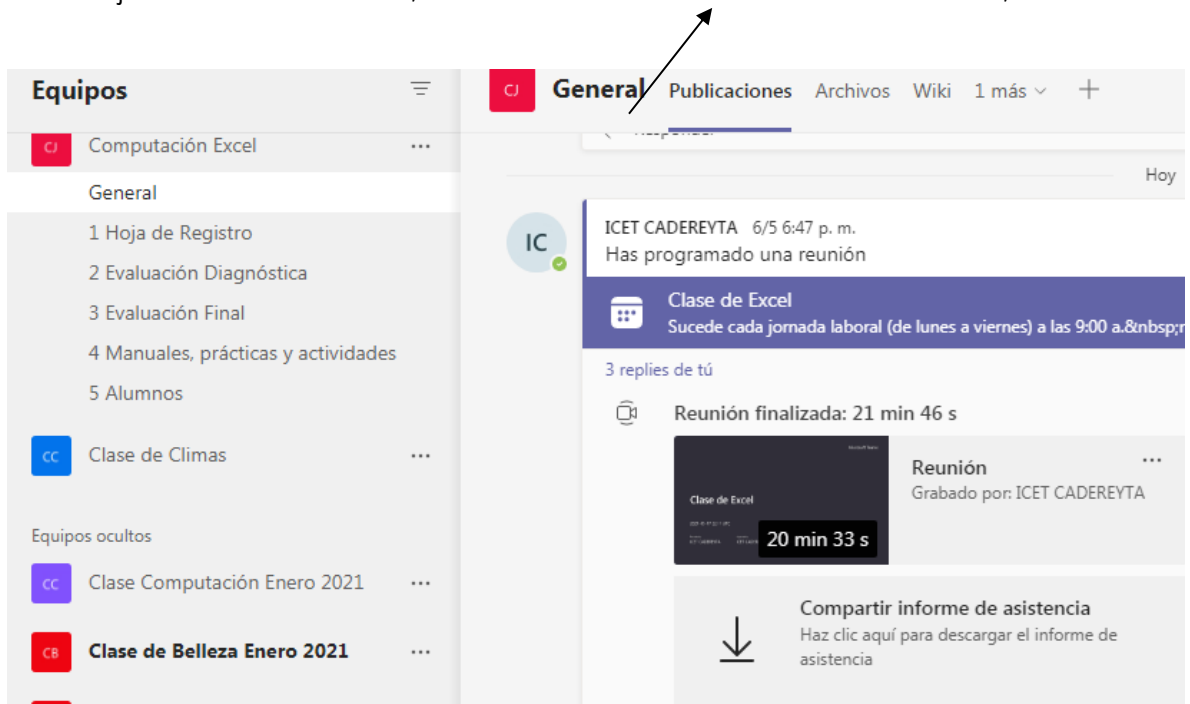 Equipos
CJ Computación Excel ...
General
1 Hoja de Registro
2 Evaluación Diagnóstica
3 Evaluación Final
4 Manuales, prácticas y actividades
5 Alumnos
CC Clase de Climas ...
Equipos ocultos
CC Clase Computación Enero 2021 ...
CB Clase de Belleza Enero 2021 ...
CJ General Publicaciones Archivos Wiki 1 más +
Hoy
IC
ICET CADEREYTA 6/5 6:47 p. m.
Has programado una reunión
Clase de Excel
Sucede cada jornada laboral (de lunes a viernes) a las 9:00 a.&nbsp;
3 replies de tú
Reunión finalizada: 21 min 46 s
Clase de Excel
20 min 33 s
Reunión ...
Grabado por: ICET CADEREYTA
Compartir informe de asistencia
Haz clic aquí para descargar el informe de
asistencia